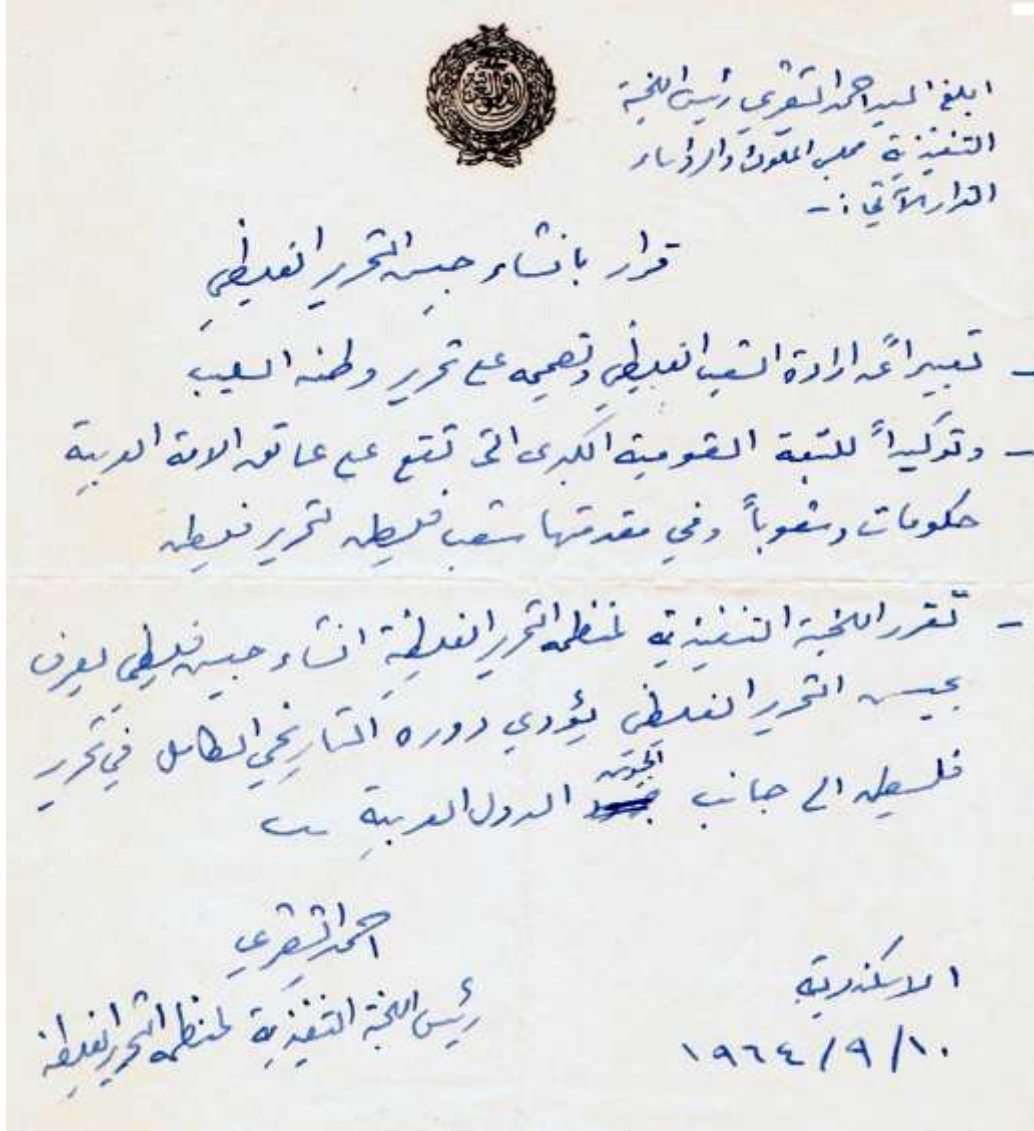 ابلغ السيد احمد الشقيري رئيس اللجنة
التنفيذية مجلس الملوك والرؤساء
القرار الآتي :-
قرار بانشاء جيش التحرير الفلسطيني
- تعبيراً عن ارادة الشعب الفلسطيني وتصميمه على تحرير وطنه السليب
- وتوكيداً للتبعة القومية الكبرى التي تقع على عاتق الامة العربية
حكومات وشعوباً وفي مقدمتها شعب فلسطين لتحرير فلسطين
- تقرر اللجنة التنفيذية لمنظمة التحرير الفلسطينية انشاء جيش فلسطيني يعرف
بجيش التحرير الفلسطيني يؤدي دوره التاريخي الكامل في تحرير
فلسطين الى جانب الجيوش الدول العربية
احمد الشقيري
رئيس اللجنة التنفيذية لمنظمة التحرير الفلسطينية
الاسكندرية
١٩٦٤/٩/١٠